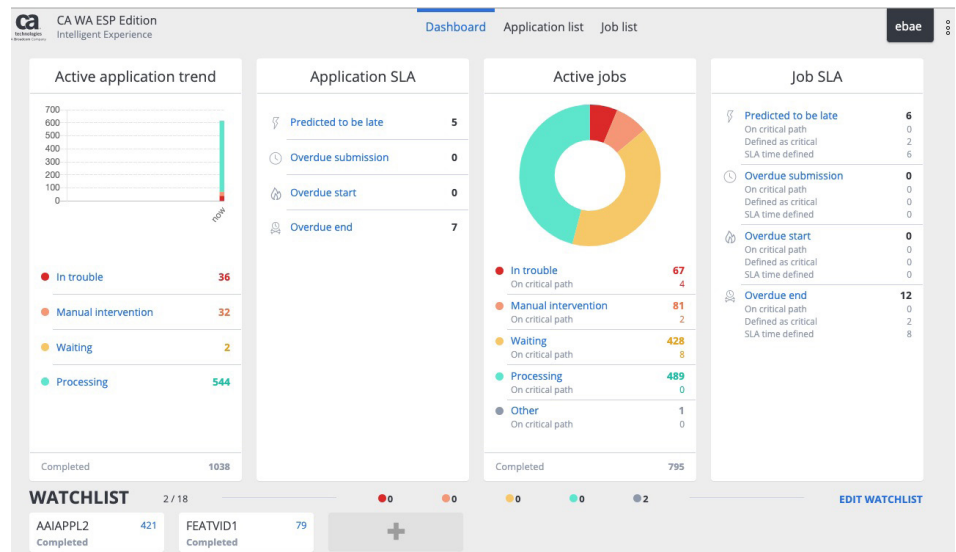 ca
technologies
A Broadcom Company
CA WA ESP Edition
Intelligent Experience
Dashboard
Application list
Job list
ebae
Active application trend
700
600
500
400
300
200
100
0
now
In trouble 36
Manual intervention 32
Waiting 2
Processing 544
Completed 1038
Application SLA
Predicted to be late 5
Overdue submission 0
Overdue start 0
Overdue end 7
Active jobs
In trouble 67
On critical path 4
Manual intervention 81
On critical path 2
Waiting 428
On critical path 8
Processing 489
On critical path 0
Other 1
On critical path 0
Completed 795
Job SLA
Predicted to be late 6
On critical path 0
Defined as critical 2
SLA time defined 6
Overdue submission 0
On critical path 0
Defined as critical 0
SLA time defined 0
Overdue start 0
On critical path 0
Defined as critical 0
SLA time defined 0
Overdue end 12
On critical path 0
Defined as critical 2
SLA time defined 8
WATCHLIST 2 / 18 0 0 0 0 2 EDIT WATCHLIST
AAIAPPL2 421
Completed
FEATVID1 79
Completed